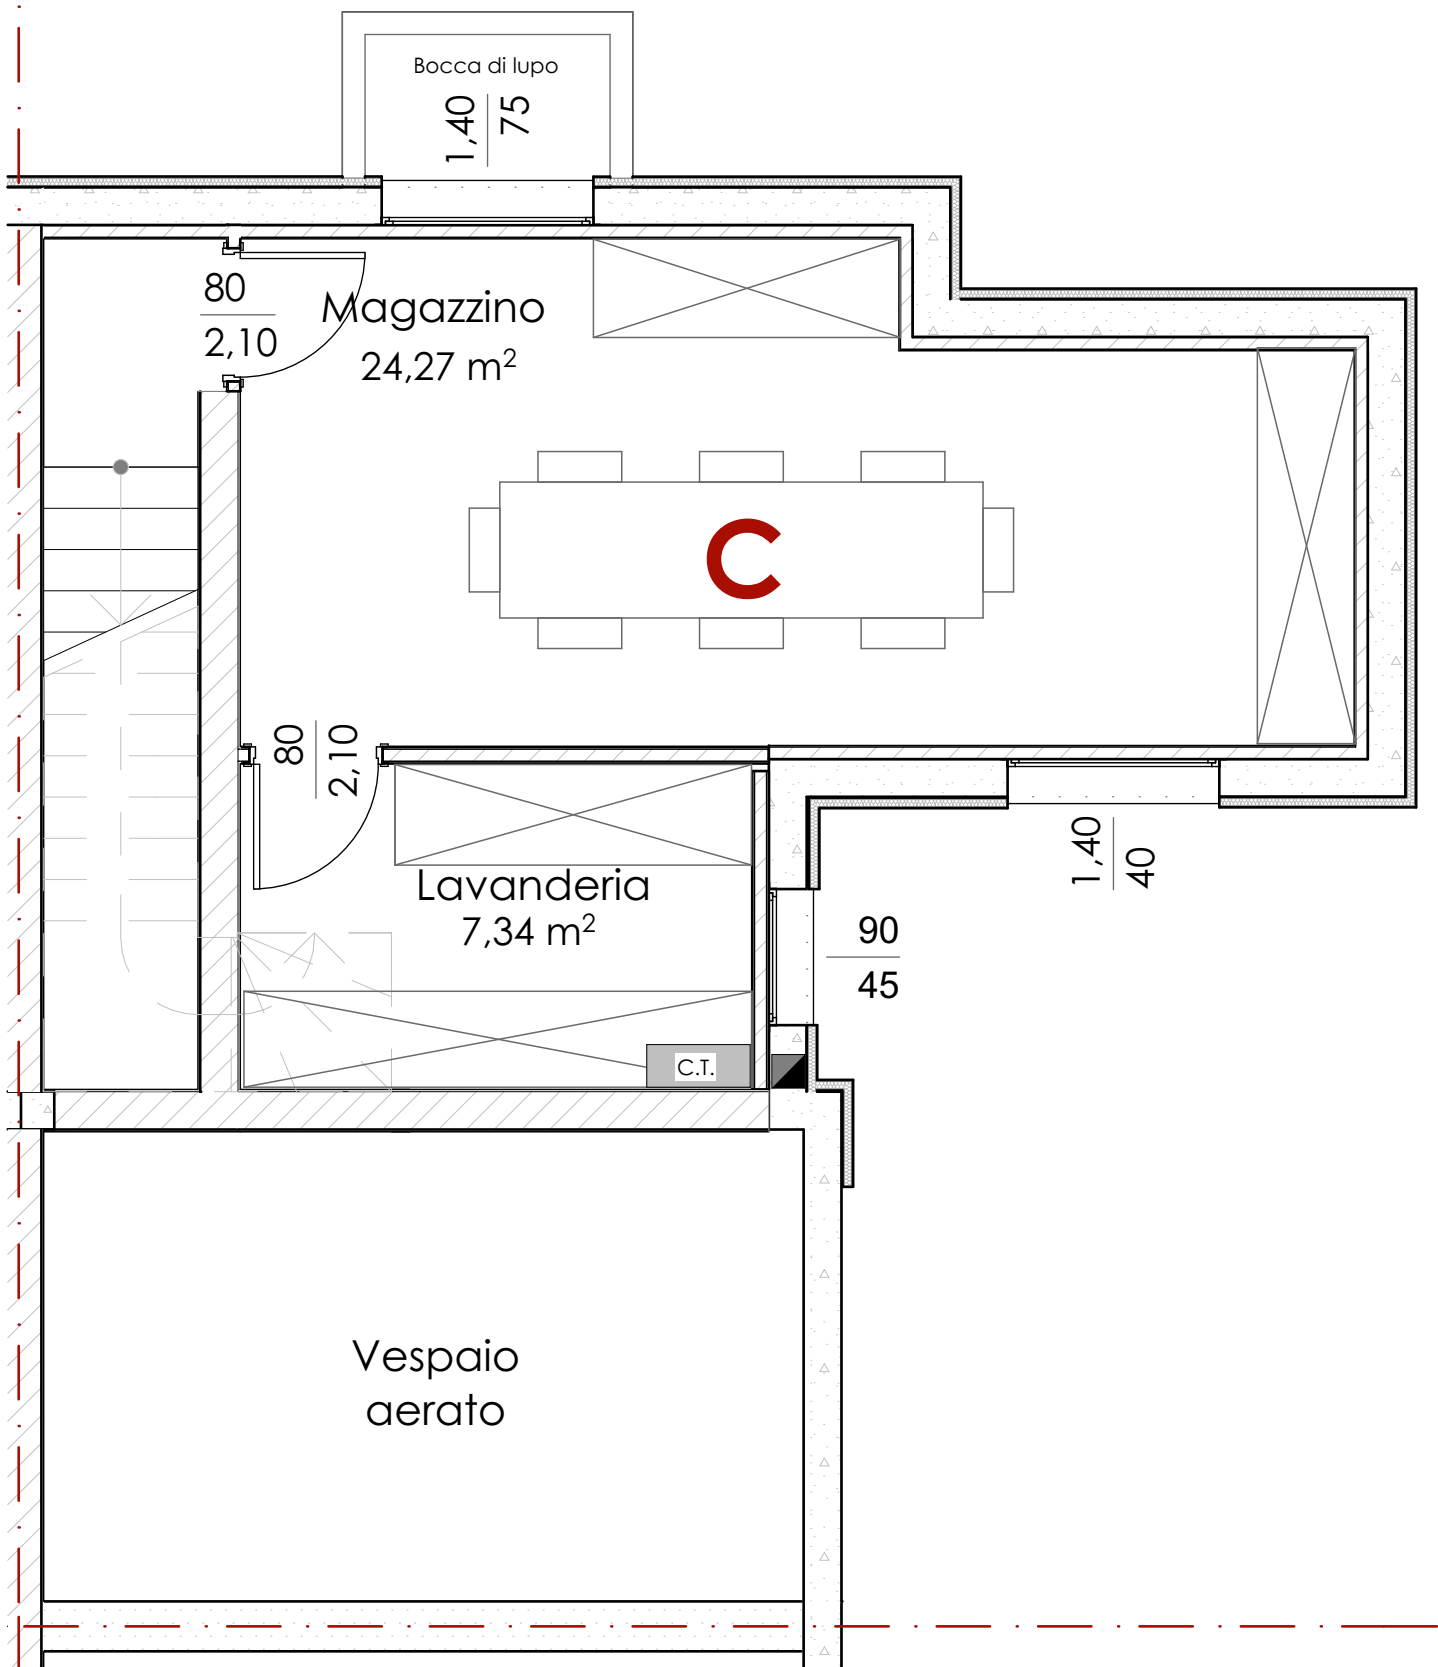 Bocca di lupo
1,40
75
80
2,10
Magazzino
24,27 m²
C
80
2,10
Lavanderia
7,34 m²
1,40
40
90
45
C.T.
Vespaio
aerato